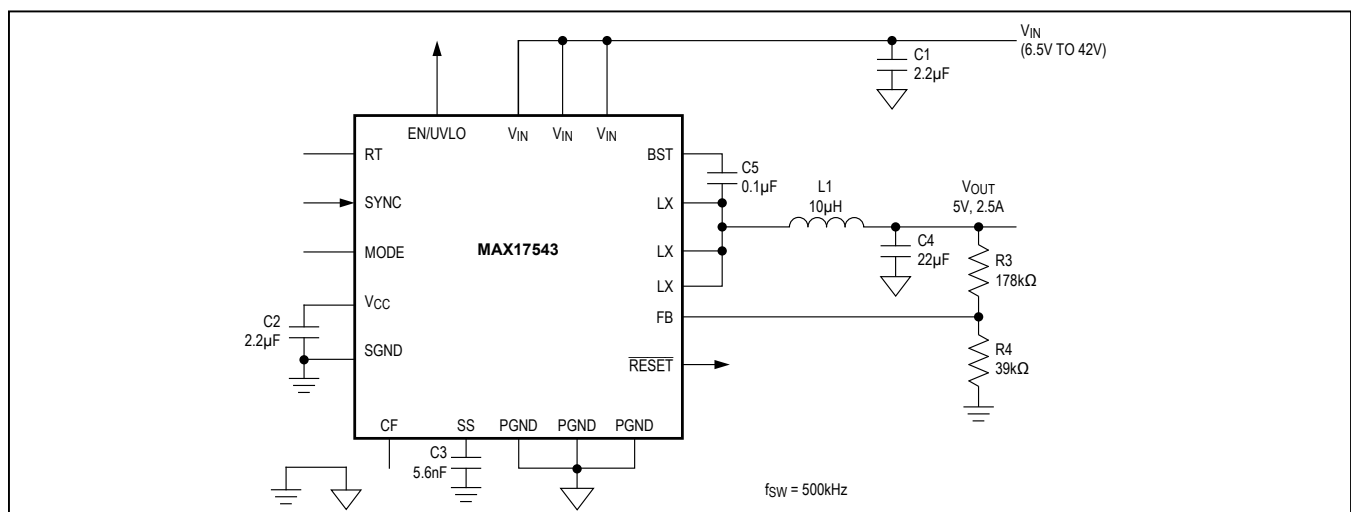 VIN
(6.5V TO 42V)
C1
2.2µF
EN/UVLO
VIN
VIN
VIN
RT
BST
C5
0.1µF
SYNC
LX
L1
10µH
VOUT
5V, 2.5A
MODE
MAX17543
LX
C4
22µF
R3
178kΩ
LX
VCC
C2
2.2µF
FB
SGND
RESET
R4
39kΩ
CF
SS
PGND
PGND
PGND
C3
5.6nF
fSW = 500kHz